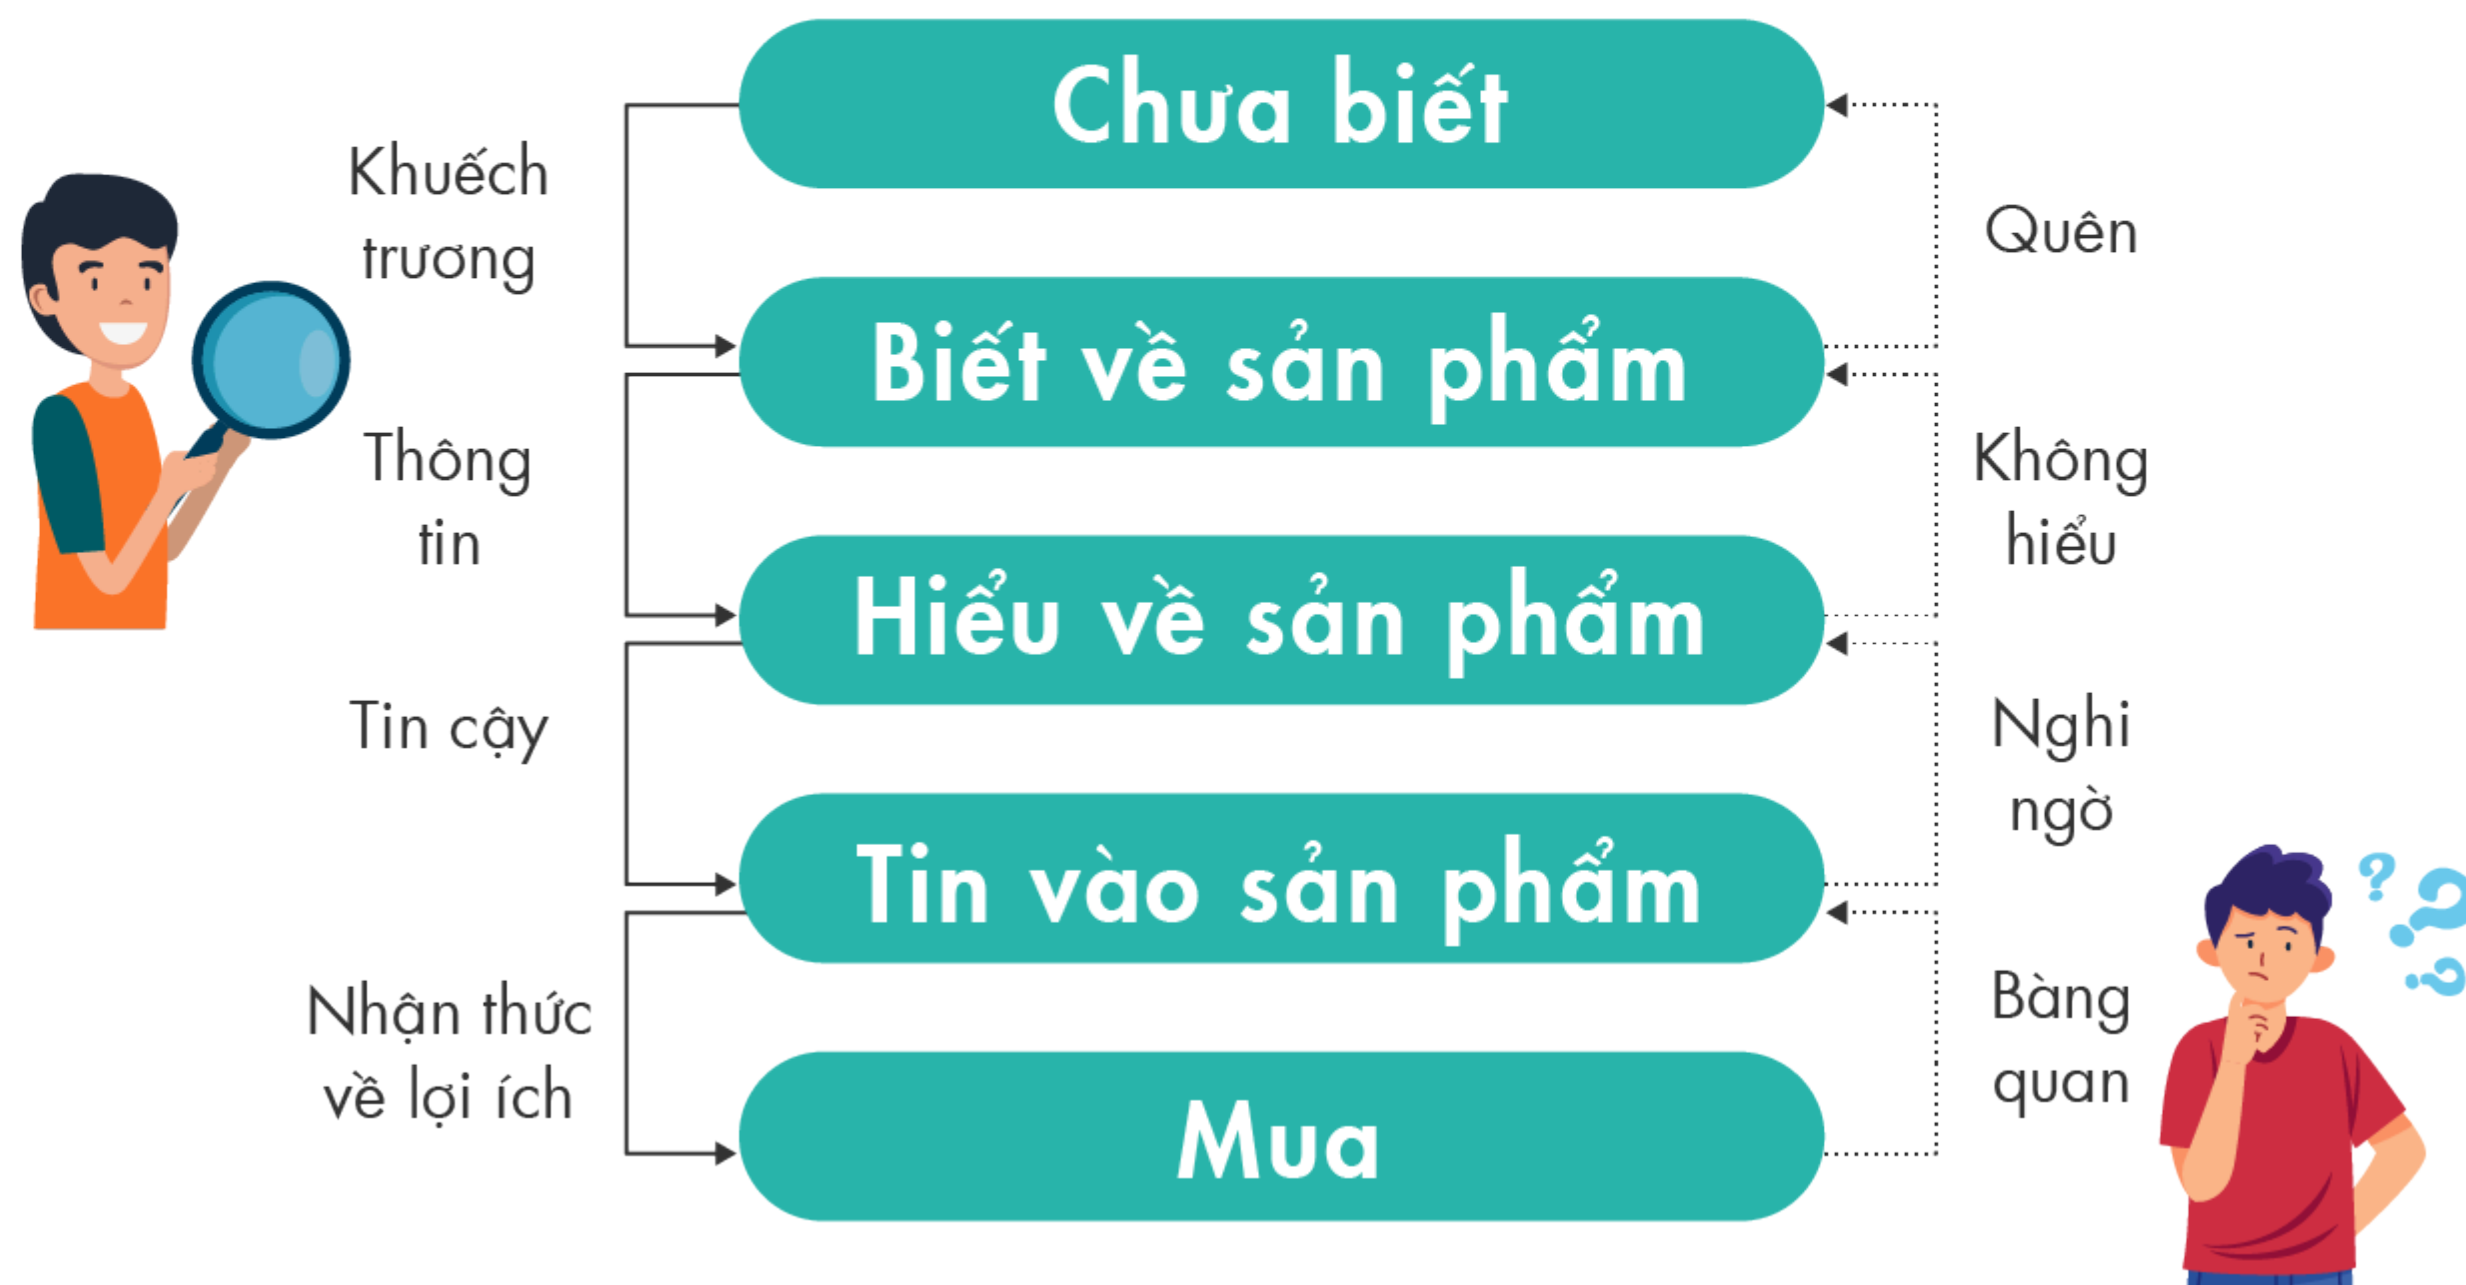 Chưa biết
Khuếch
trương
Quên
Biết về sản phẩm
Thông
tin
Không
hiểu
Hiểu về sản phẩm
Tin cậy
Nghi
ngờ
Tin vào sản phẩm
Nhận thức
về lợi ích
Bàng
quan
Mua
? ? ?